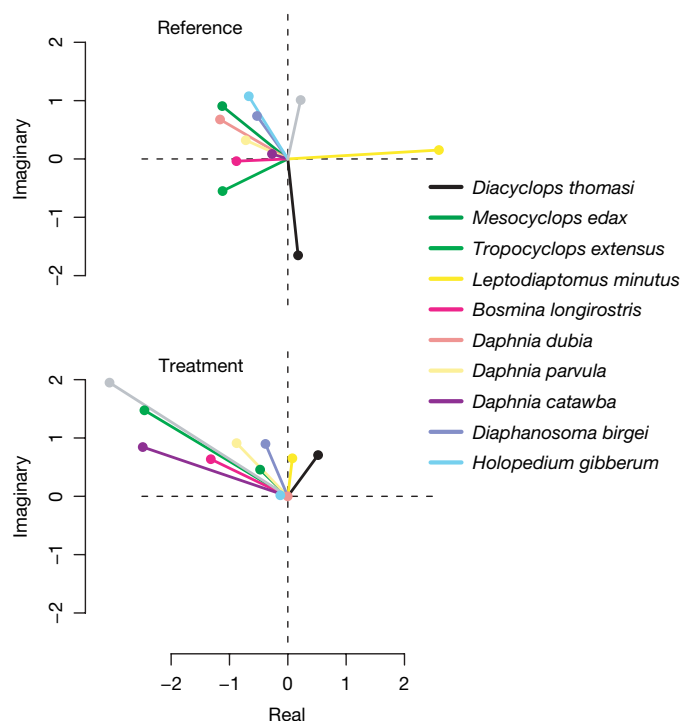 Reference
2
1
0
−1
−2
Imaginary
Diacyclops thomasi
Mesocyclops edax
Tropocyclops extensus
Leptodiaptomus minutus
Bosmina longirostris
Daphnia dubia
Daphnia parvula
Daphnia catawba
Diaphanosoma birgei
Holopedium gibberum
Treatment
2
1
0
−1
−2
Imaginary
−2 −1 0 1 2
Real